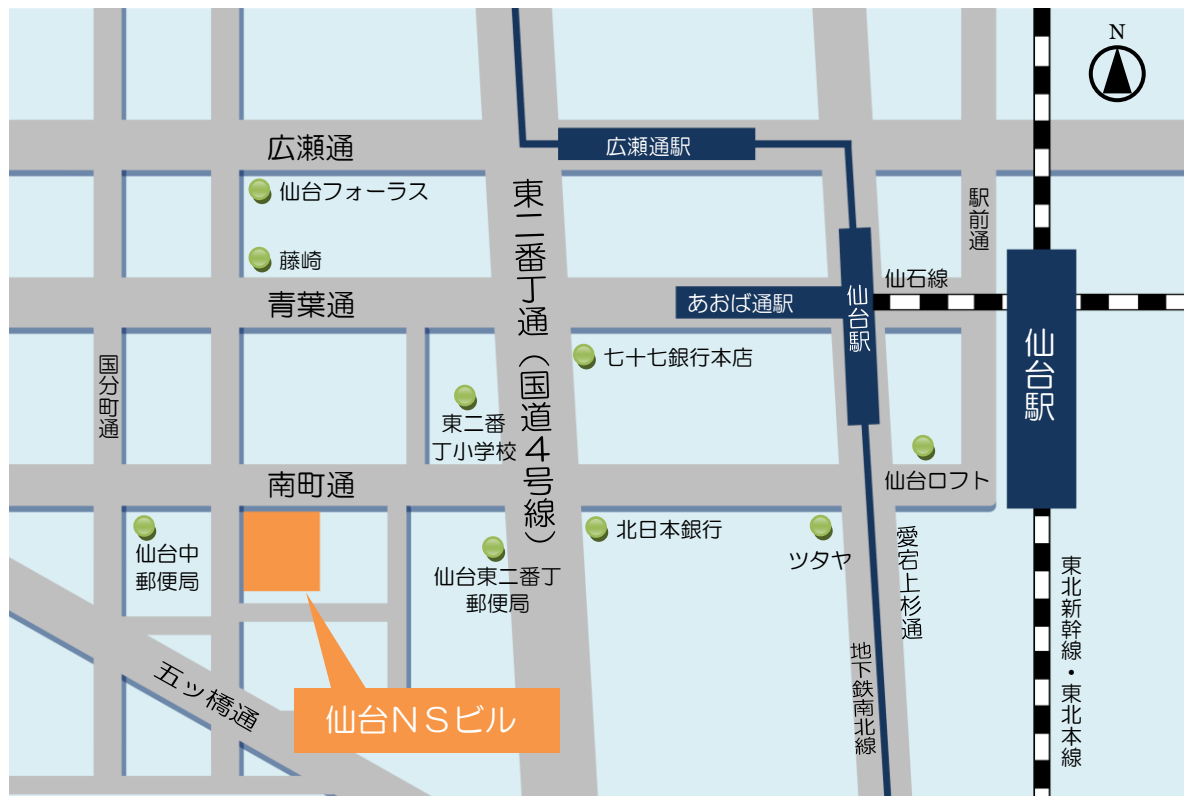 N
広瀬通
広瀬通駅
仙台フォーラス
東二番丁通(国道4号線)
駅前通
藤崎
仙石線
青葉通
あおば通駅
仙台駅
仙台駅
国分町通
七十七銀行本店
東二番
丁小学校
南町通
仙台ロフト
仙台中
郵便局
仙台東二番丁
郵便局
北日本銀行
ツタヤ
愛宕上杉通
東北新幹線・東北本線
地下鉄南北線
五ッ橋通
仙台NSビル